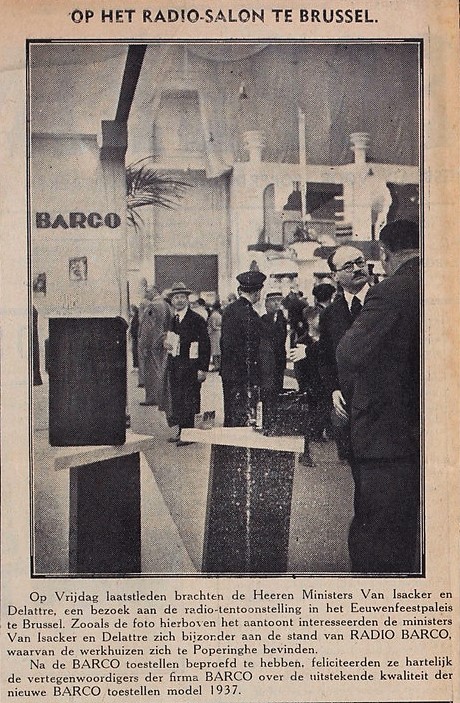 OP HET RADIO-SALON TE BRUSSEL.
BARCO
Op Vrijdag laatstleden brachten de Heeren Ministers Van Isacker en
Delattre, een bezoek aan de radio-tentoonstelling in het Eeuwenfeestpaleis
te Brussel. Zooals de foto hierboven het aantoont interesseerden de ministers
Van Isacker en Delattre zich bijzonder aan de stand van RADIO BARCO,
waarvan de werkhuizen zich te Poperinghe bevinden.
Na de BARCO toestellen beproefd te hebben, feliciteerden ze hartelijk
de vertegenwoordigers der firma BARCO over de uitstekende kwaliteit der
nieuwe BARCO toestellen model 1937.